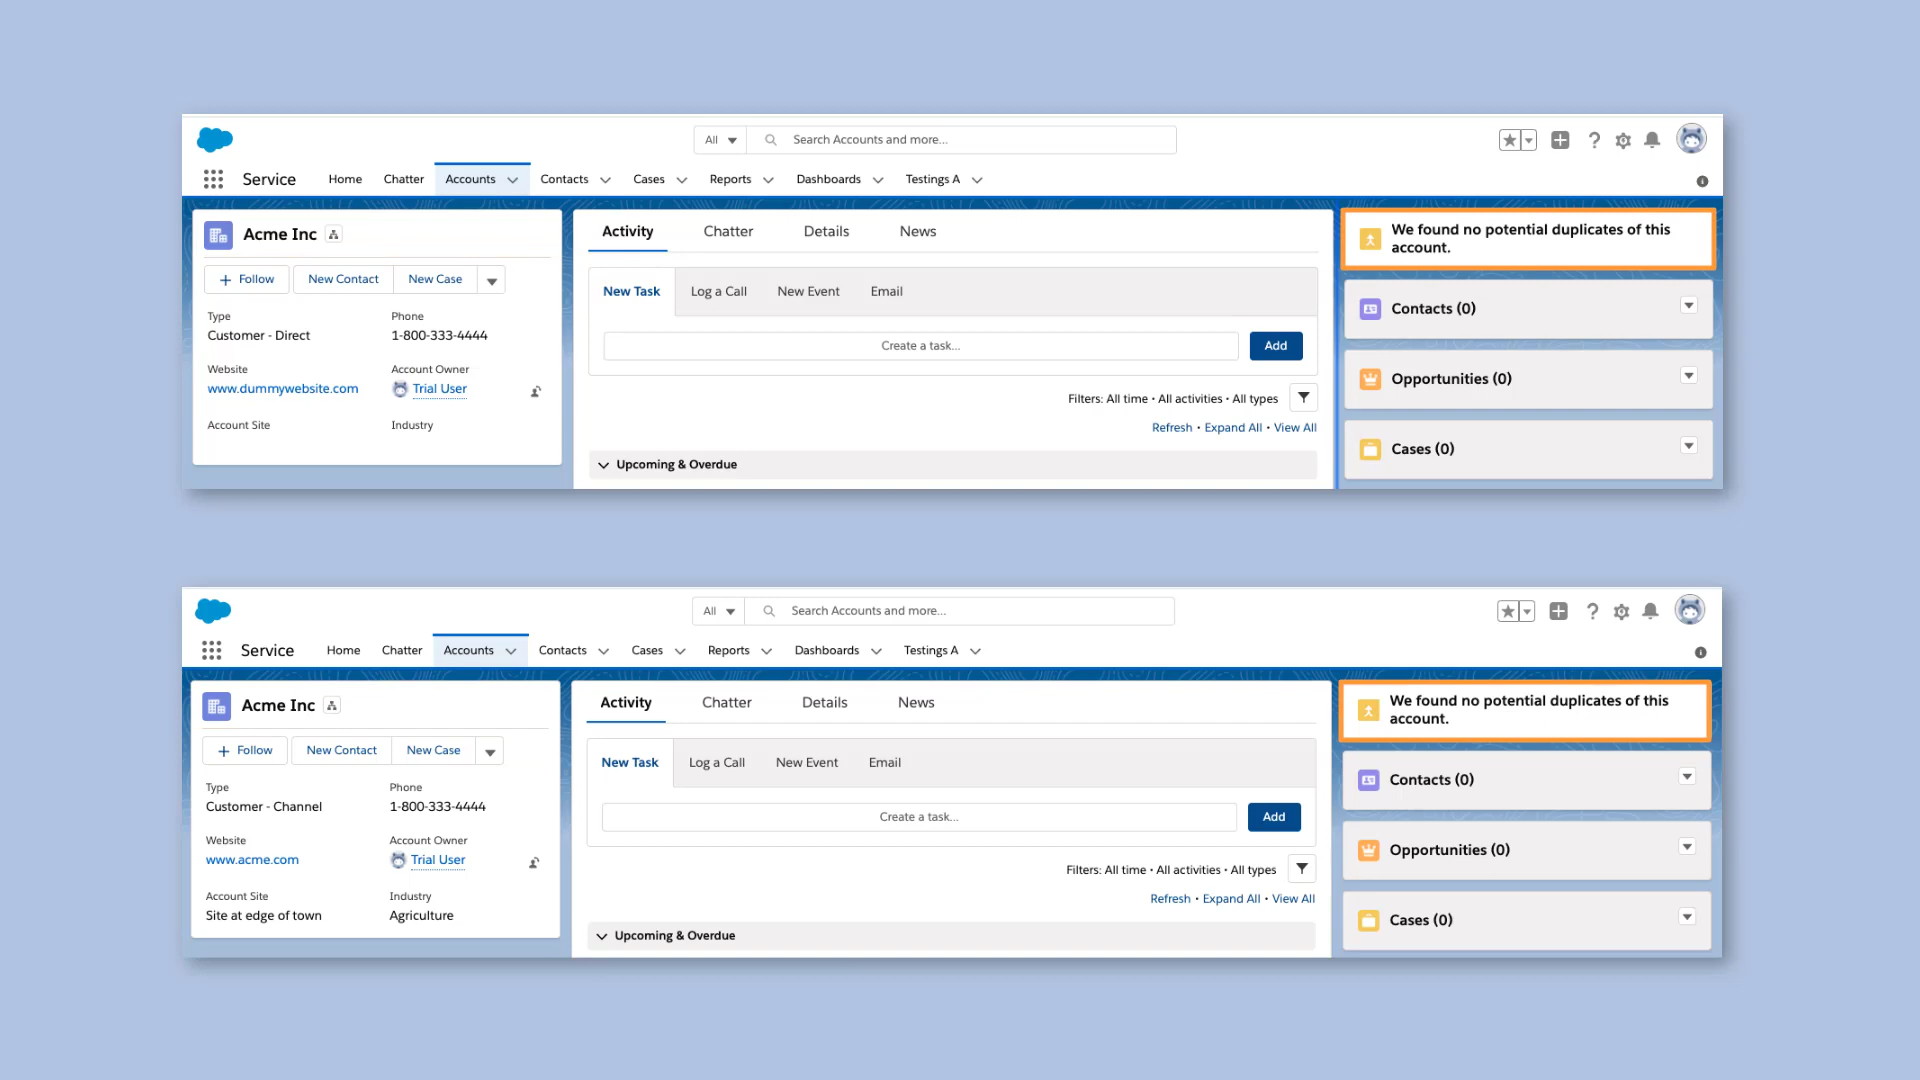 All
Search Accounts and more...
Service
Home
Chatter
Accounts
Contacts
Cases
Reports
Dashboards
Testings A
Acme Inc
Follow
New Contact
New Case
Type
Phone
Customer - Direct
1-800-333-4444
Website
Account Owner
www.dummywebsite.com
Trial User
Account Site
Industry
Activity
Chatter
Details
News
New Task
Log a Call
New Event
Email
Create a task...
Add
Filters: All time • All activities • All types
Refresh • Expand All • View All
Upcoming & Overdue
We found no potential duplicates of this
account.
Contacts (0)
Opportunities (0)
Cases (0)
All
Search Accounts and more...
Service
Home
Chatter
Accounts
Contacts
Cases
Reports
Dashboards
Testings A
Acme Inc
Follow
New Contact
New Case
Type
Phone
Customer - Channel
1-800-333-4444
Website
Account Owner
www.acme.com
Trial User
Account Site
Industry
Site at edge of town
Agriculture
Activity
Chatter
Details
News
New Task
Log a Call
New Event
Email
Create a task...
Add
Filters: All time • All activities • All types
Refresh • Expand All • View All
Upcoming & Overdue
We found no potential duplicates of this
account.
Contacts (0)
Opportunities (0)
Cases (0)